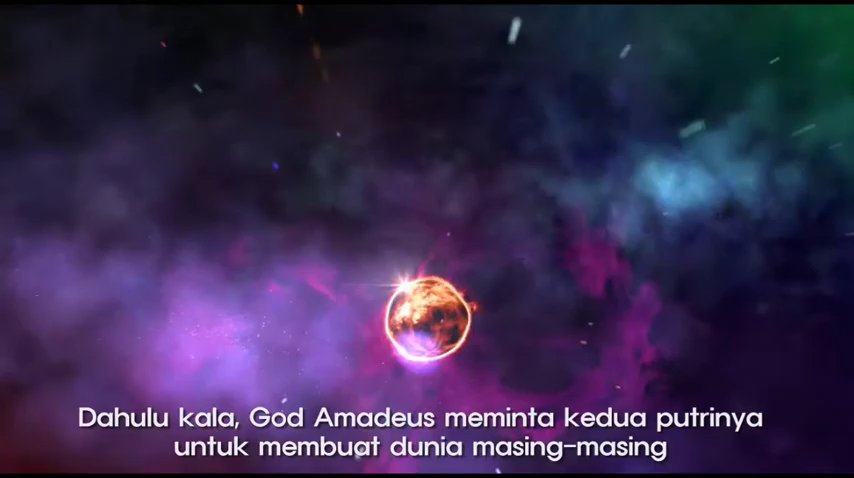 Dahulu kala, God Amadeus meminta kedua putrinya
untuk membuat dunia masing-masing